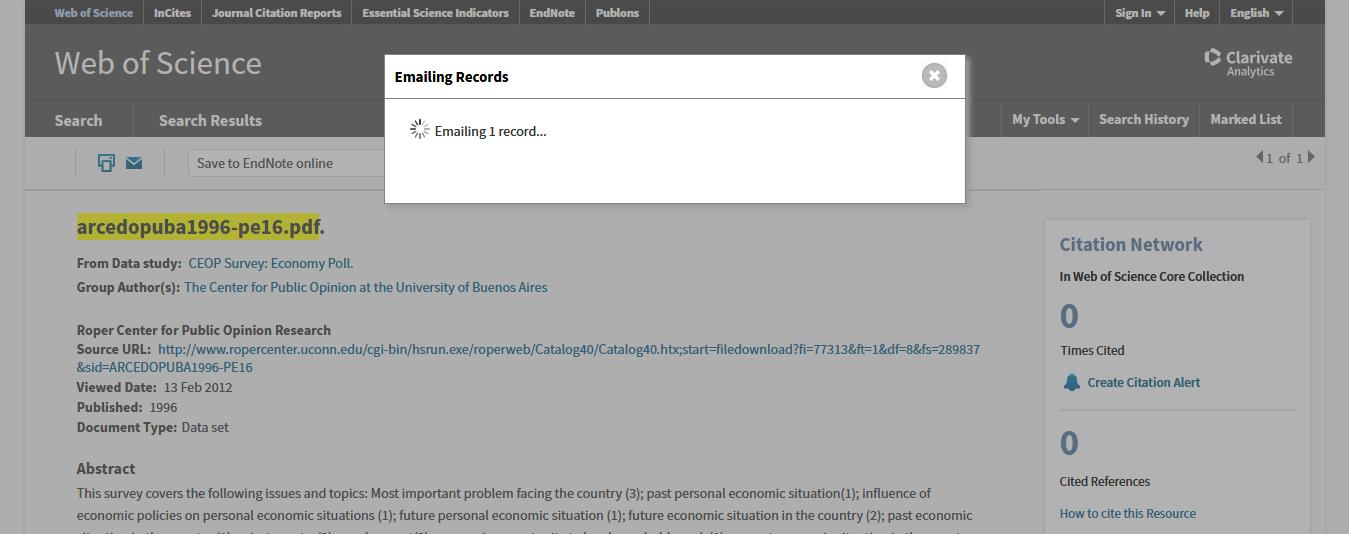 Web of Science InCites Journal Citation Reports Essential Science Indicators EndNote Publons Sign In Help English
Web of Science
Clarivate
Analytics
Emailing Records
Emailing 1 record...
Search Search Results My Tools Search History Marked List
Save to EndNote online 1 of 1
arcedopuba1996-pe16.pdf.
From Data study: CEOP Survey: Economy Poll.
Group Author(s): The Center for Public Opinion at the University of Buenos Aires
Roper Center for Public Opinion Research
Source URL: http://www.ropercenter.uconn.edu/cgi-bin/hsrun.exe/roperweb/Catalog40/Catalog40.htx;start=filedownload?fi=77313&ft=1&df=8&fs=289837
&sid=ARCEDOPUBA1996-PE16
Viewed Date: 13 Feb 2012
Published: 1996
Document Type: Data set
Abstract
This survey covers the following issues and topics: Most important problem facing the country (3); past personal economic situation(1); influence of
economic policies on personal economic situations (1); future personal economic situation (1); future economic situation in the country (2); past economic
Citation Network
In Web of Science Core Collection
0
Times Cited
Create Citation Alert
0
Cited References
How to cite this Resource